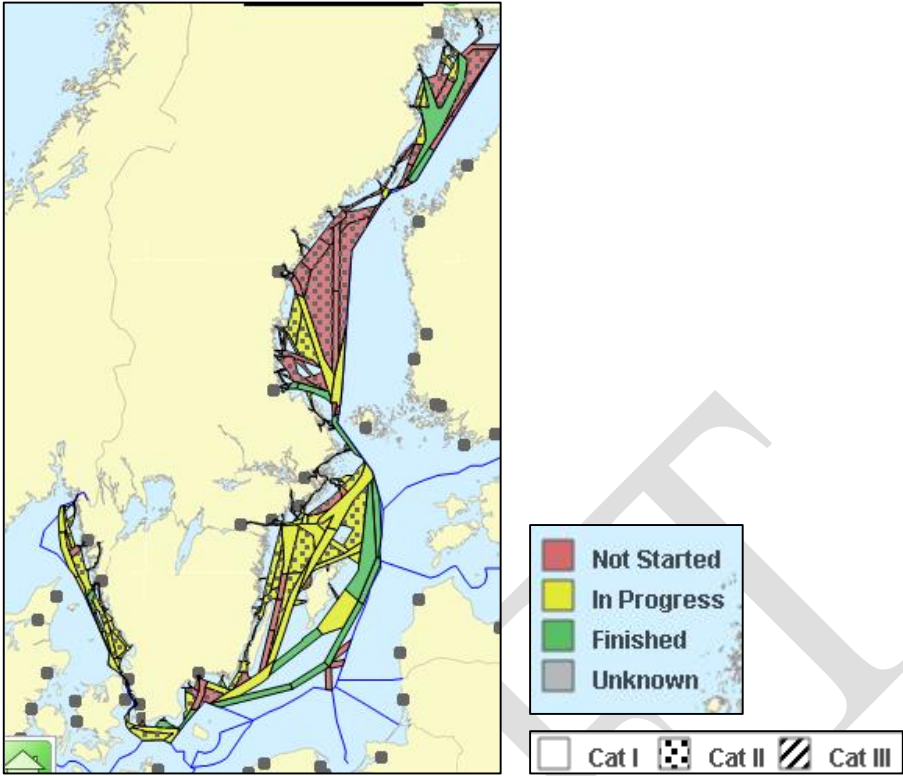 Not Started
In Progress
Finished
Unknown
Cat I Cat II Cat III